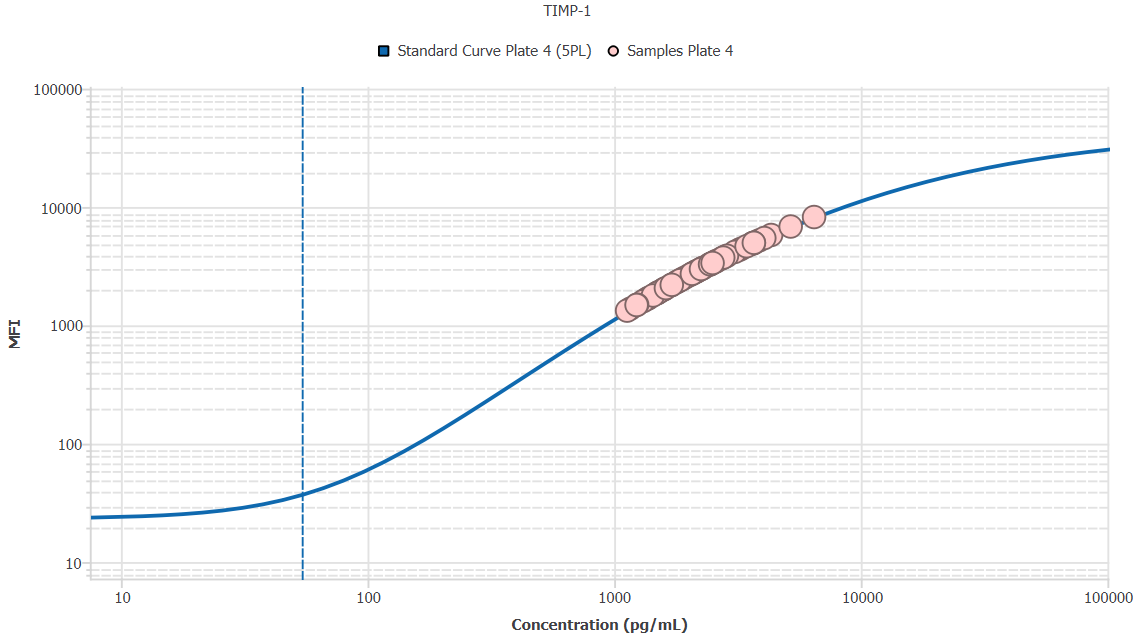 TIMP-1
Standard Curve Plate 4 (5PL) Samples Plate 4
100000
10000
1000
100
10
MFI
10 100 1000 10000 100000
Concentration (pg/mL)